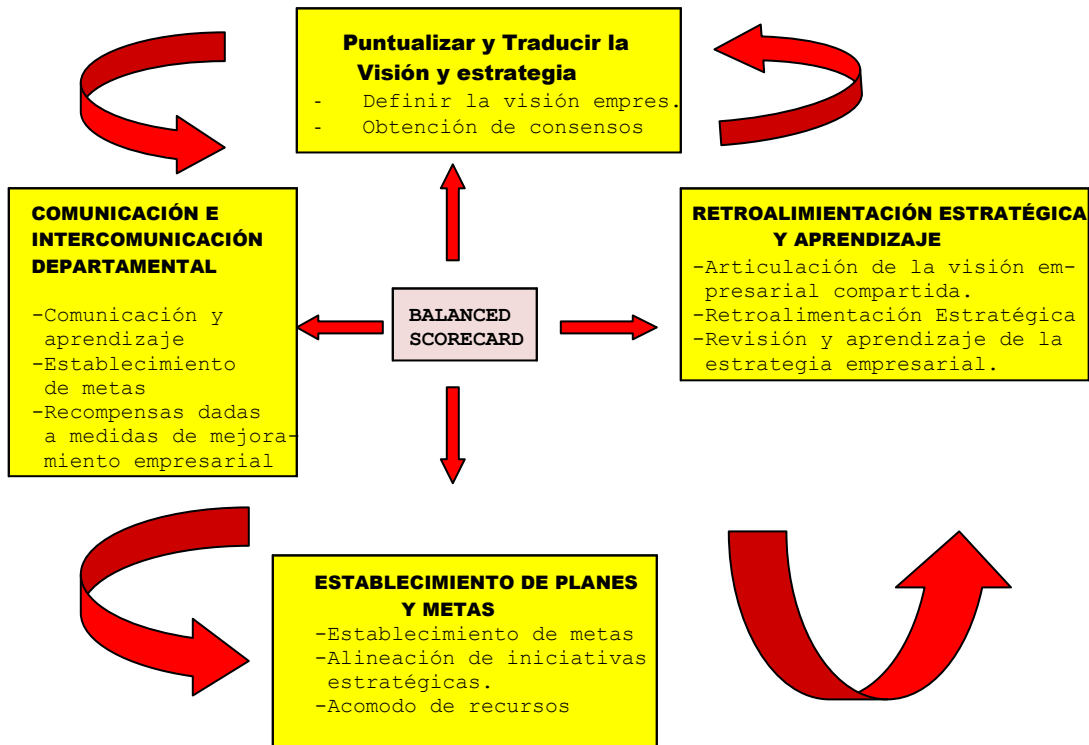 Puntualizar y Traducir la
Visión y estrategia
- Definir la visión empres.
- Obtención de consensos
COMUNICACIÓN E
INTERCOMUNICACIÓN
DEPARTAMENTAL
-Comunicación y
aprendizaje
-Establecimiento
de metas
-Recompensas dadas
a medidas de mejora-
miento empresarial
BALANCED
SCORECARD
RETROALIMENTACIÓN ESTRATÉGICA
Y APRENDIZAJE
-Articulación de la visión em-
presarial compartida.
-Retroalimentación Estratégica
-Revisión y aprendizaje de la
estrategia empresarial.
ESTABLECIMIENTO DE PLANES
Y METAS
-Establecimiento de metas
-Alineación de iniciativas
estratégicas.
-Acomodo de recursos